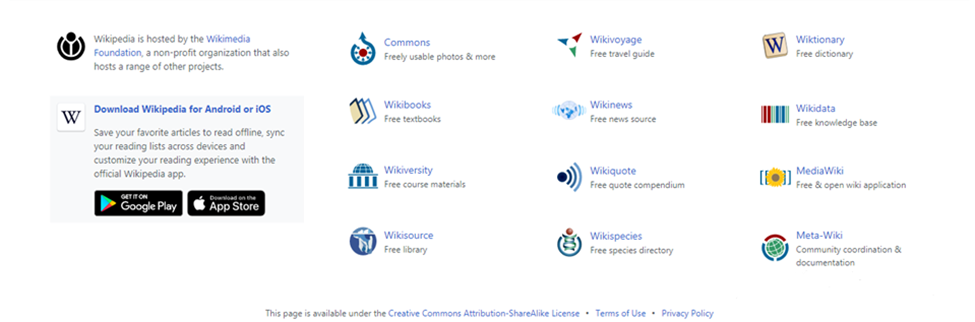 Wikipedia is hosted by the Wikimedia
Foundation, a non-profit organization that also
hosts a range of other projects.
W
Download Wikipedia for Android or iOS
Save your favorite articles to read offline, sync
your reading lists across devices and
customize your reading experience with the
official Wikipedia app.
GET IT ON
Google Play
Download on the
App Store
Commons
Freely usable photos & more
Wikivoyage
Free travel guide
W
Wiktionary
Free dictionary
Wikibooks
Free textbooks
Wikinews
Free news source
Wikidata
Free knowledge base
Wikiversity
Free course materials
Wikiquote
Free quote compendium
MediaWiki
Free & open wiki application
Wikisource
Free library
Wikispecies
Free species directory
Meta-Wiki
Community coordination &
documentation
This page is available under the Creative Commons Attribution-ShareAlike License • Terms of Use • Privacy Policy